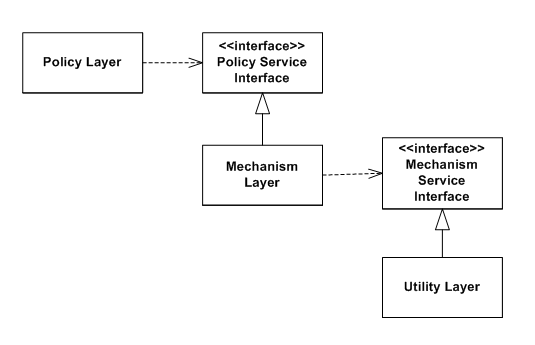 Policy Layer
<<interface>>
Policy Service
Interface
Mechanism
Layer
<<interface>>
Mechanism
Service
Interface
Utility Layer